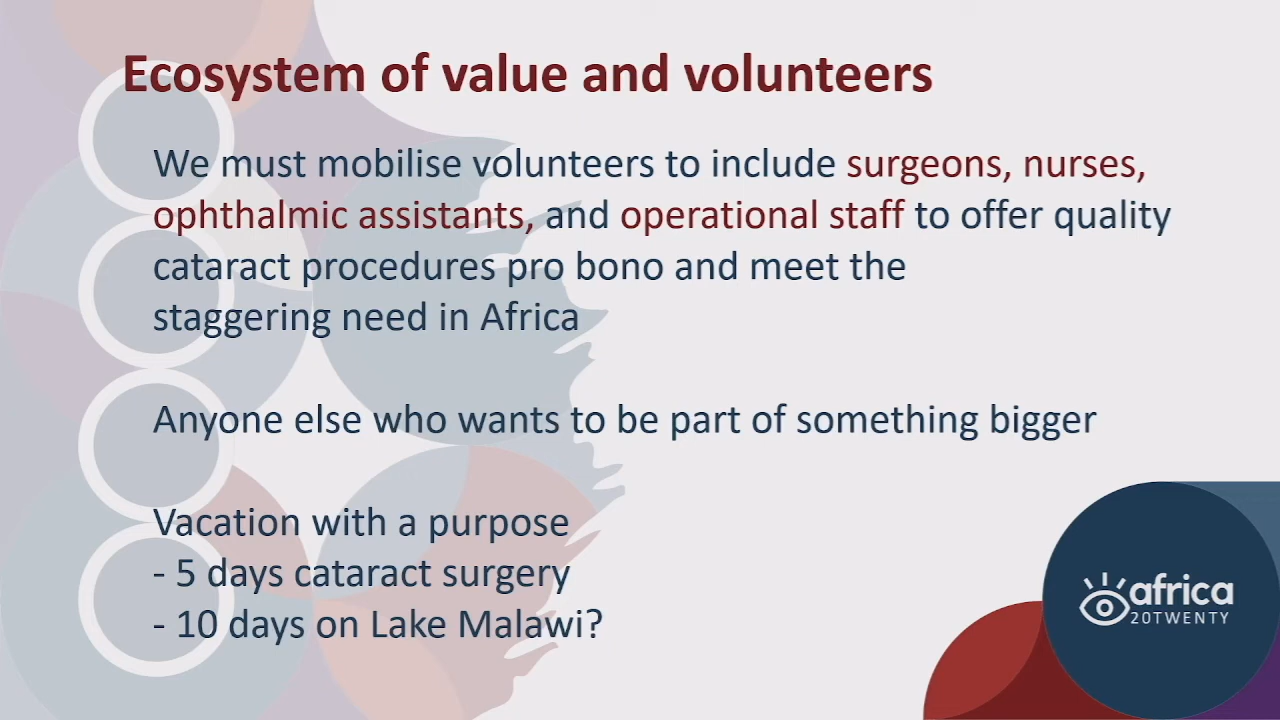 Ecosystem of value and volunteers
We must mobilise volunteers to include surgeons, nurses,
ophthalmic assistants, and operational staff to offer quality
cataract procedures pro bono and meet the
staggering need in Africa
Anyone else who wants to be part of something bigger
Vacation with a purpose
- 5 days cataract surgery
- 10 days on Lake Malawi?
africa
20TWENTY